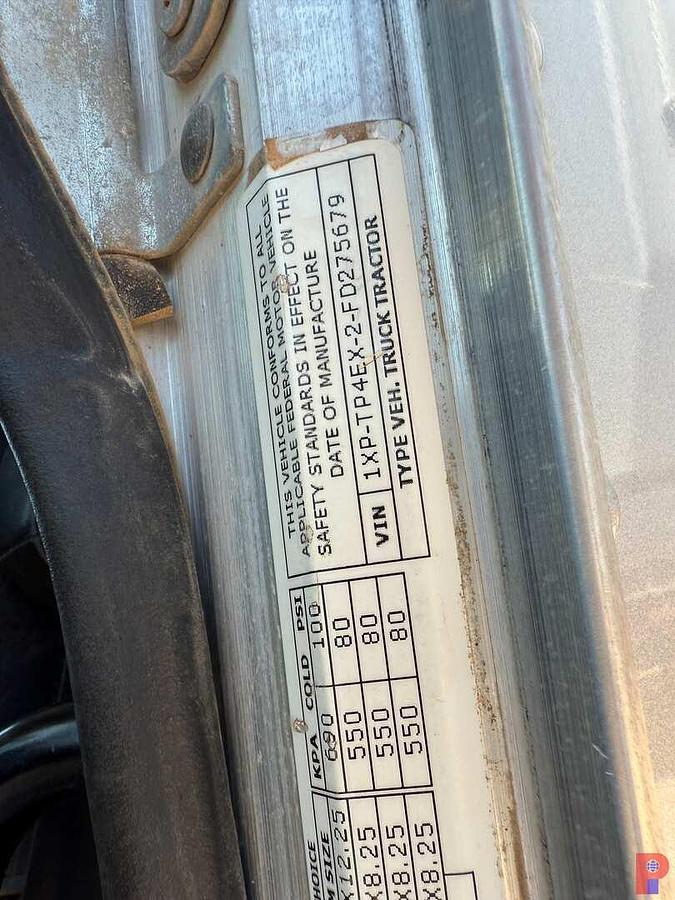 THIS VEHICLE CONFORMS TO ALL
APPLICABLE FEDERAL MOTOR VEHICLE
SAFETY STANDARDS IN EFFECT ON THE
DATE OF MANUFACTURE
VIN 1XP-TP4EX-2-FD275679
TYPE VEH. TRUCK TRACTOR
HOICE
M SIZE KPA COLD PSI
X12.25 690 100
X8.25 550 80
X8.25 550 80
X8.25 550 80